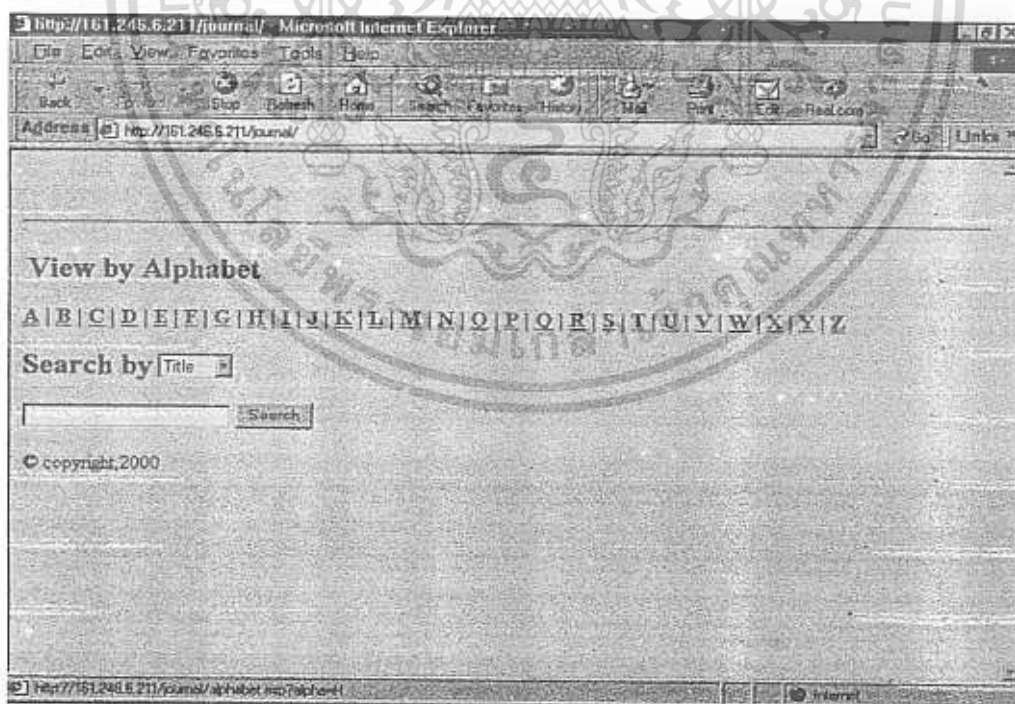 http://161.246.6.211/journal/ - Microsoft Internet Explorer
File Edit View Favorites Tools Help
Back Stop Refresh Home Search Favorites History Mail Print Edit Real.com
Address http://161.246.6.211/journal/ Go Links
View by Alphabet
A | B | C | D | E | F | G | H | I | J | K | L | M | N | O | P | Q | R | S | T | U | V | W | X | Y | Z
Search by Title
Search
© copyright,2000
http://161.246.6.211/journal/alphabet.asp?alpha=H Internet